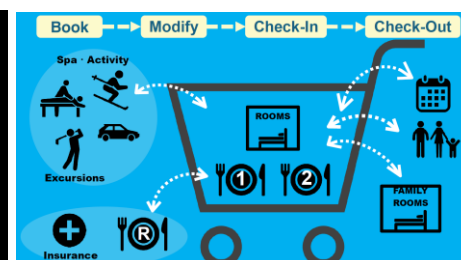 Book Modify Check-In Check-Out
Spa · Activity
ROOMS
Excursions
1 2
FAMILY
ROOMS
R
Insurance